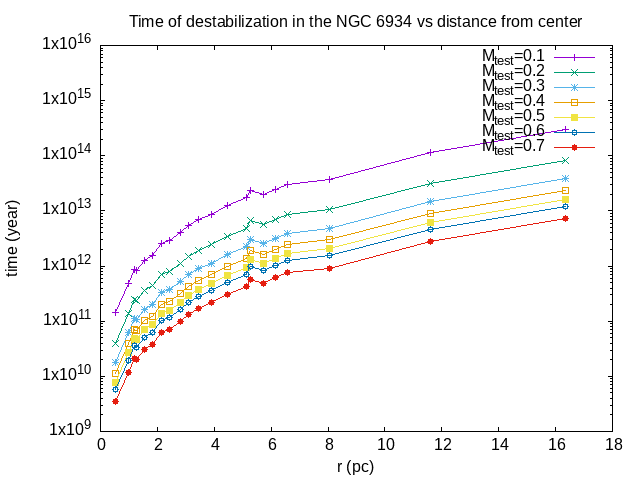 Time of destabilization in the NGC 6934 vs distance from center
1x10^16
1x10^15
1x10^14
1x10^13
1x10^12
1x10^11
1x10^10
1x10^9
time (year)
M_test=0.1
M_test=0.2
M_test=0.3
M_test=0.4
M_test=0.5
M_test=0.6
M_test=0.7
0 2 4 6 8 10 12 14 16 18
r (pc)